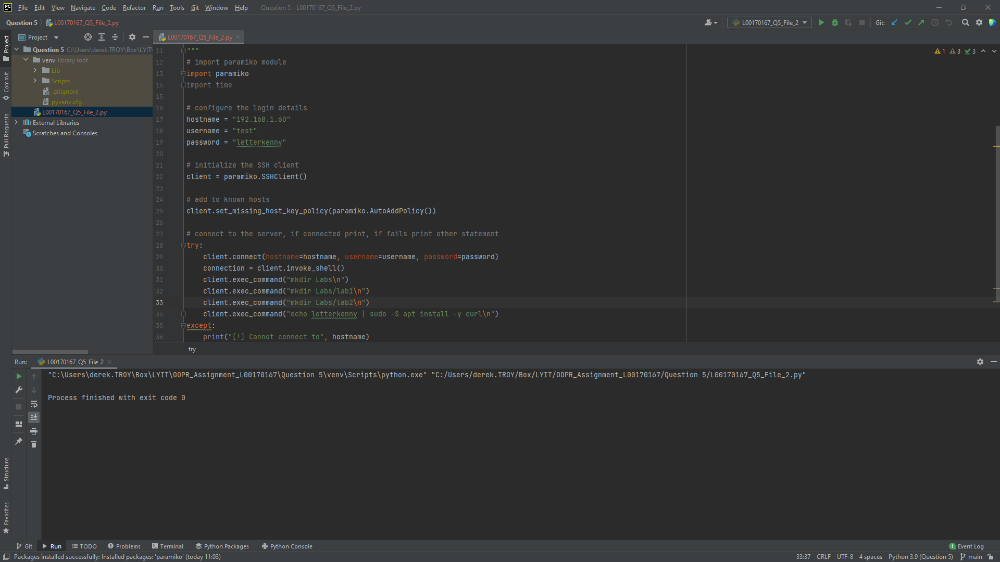 PC File Edit View Navigate Code Refactor Run Tools Git Window Help Question 5 - L00170167_Q5_File_2.py
Question 5 L00170167_Q5_File_2.py L00170167_Q5_File_2 Git:
Project L00170167_Q5_File_2.py
Question 5 C:\Users\derek.TROY\Box\LYIT\
venv library root
Lib
Scripts
.gitignore
pyvenv.cfg
L00170167_Q5_File_2.py
External Libraries
Scratches and Consoles
Project
Commit
Pull Requests
Structure
Favorites
1 3 3
11 """
12 # import paramiko module
13 import paramiko
14 import time
15
16 # configure the login details
17 hostname = "192.168.1.60"
18 username = "test"
19 password = "letterkenny"
20
21 # initialize the SSH client
22 client = paramiko.SSHClient()
23
24 # add to known hosts
25 client.set_missing_host_key_policy(paramiko.AutoAddPolicy())
26
27 # connect to the server, if connected print, if fails print other statement
28 try:
29 client.connect(hostname=hostname, username=username, password=password)
30 connection = client.invoke_shell()
31 client.exec_command("mkdir Labs\n")
32 client.exec_command("mkdir Labs/lab1\n")
33 client.exec_command("mkdir Labs/lab2\n")
34 client.exec_command("echo letterkenny | sudo -S apt install -y curl\n")
35 except:
36 print("[!] Cannot connect to", hostname)
try
Run: L00170167_Q5_File_2
"C:\Users\derek.TROY\Box\LYIT\OOPR_Assignment_L00170167\Question 5\venv\Scripts\python.exe" "C:/Users/derek.TROY/Box/LYIT/OOPR_Assignment_L00170167/Question 5/L00170167_Q5_File_2.py"
Process finished with exit code 0
Git Run TODO Problems Terminal Python Packages Python Console 1 Event Log
Packages installed successfully: Installed packages: 'paramiko' (today 11:03) 33:37 CRLF UTF-8 4 spaces Python 3.9 (Question 5) main